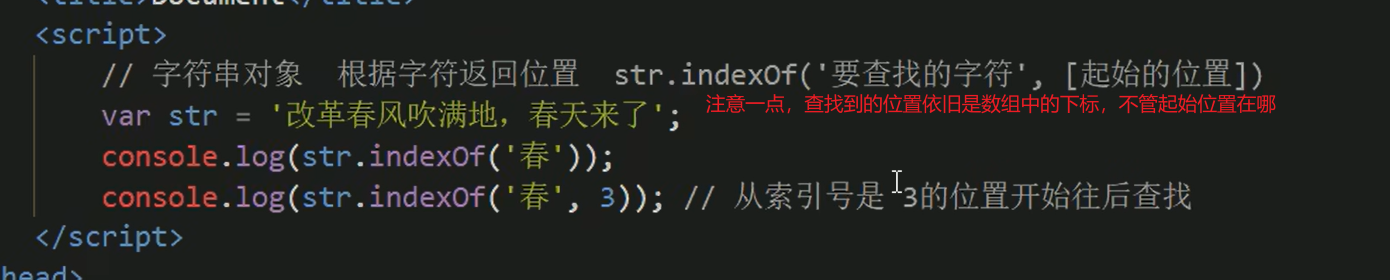 <title>Document</title>
<script>
// 字符串对象 根据字符返回位置 str.indexOf('要查找的字符', [起始的位置])
var str = '改革春风吹满地，春天来了'; 注意一点，查找到的位置依旧是数组中的下标，不管起始位置在哪
console.log(str.indexOf('春'));
console.log(str.indexOf('春', 3)); // 从索引号是 3的位置开始往后查找
</script>
head>